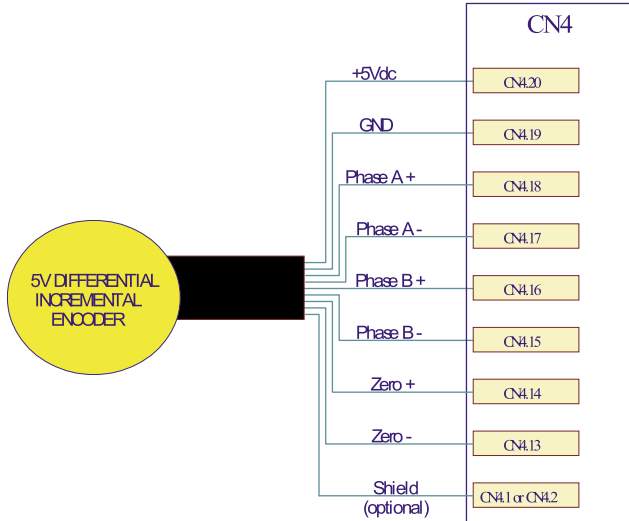 CN4
+5Vdc
CN4.20
GND
CN4.19
Phase A +
CN4.18
Phase A -
CN4.17
5V DIFFERENTIAL
INCREMENTAL
ENCODER
Phase B +
CN4.16
Phase B -
CN4.15
Zero +
CN4.14
Zero -
CN4.13
Shield
(optional)
CN4.1 or CN4.2